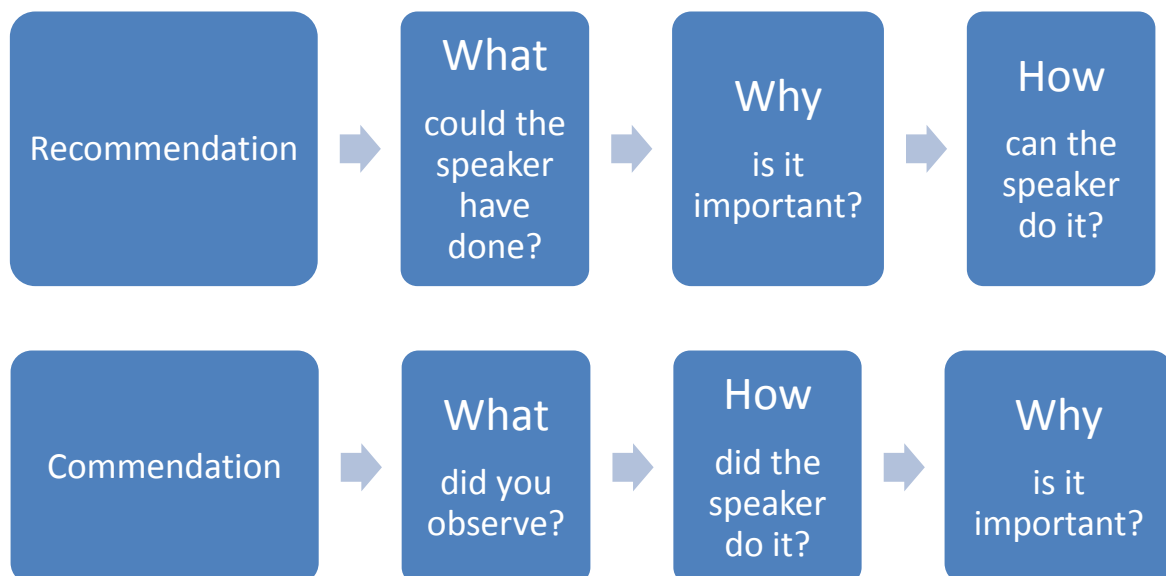 Recommendation
What
could the
speaker
have
done?
Why
is it
important?
How
can the
speaker
do it?
Commendation
What
did you
observe?
How
did the
speaker
do it?
Why
is it
important?